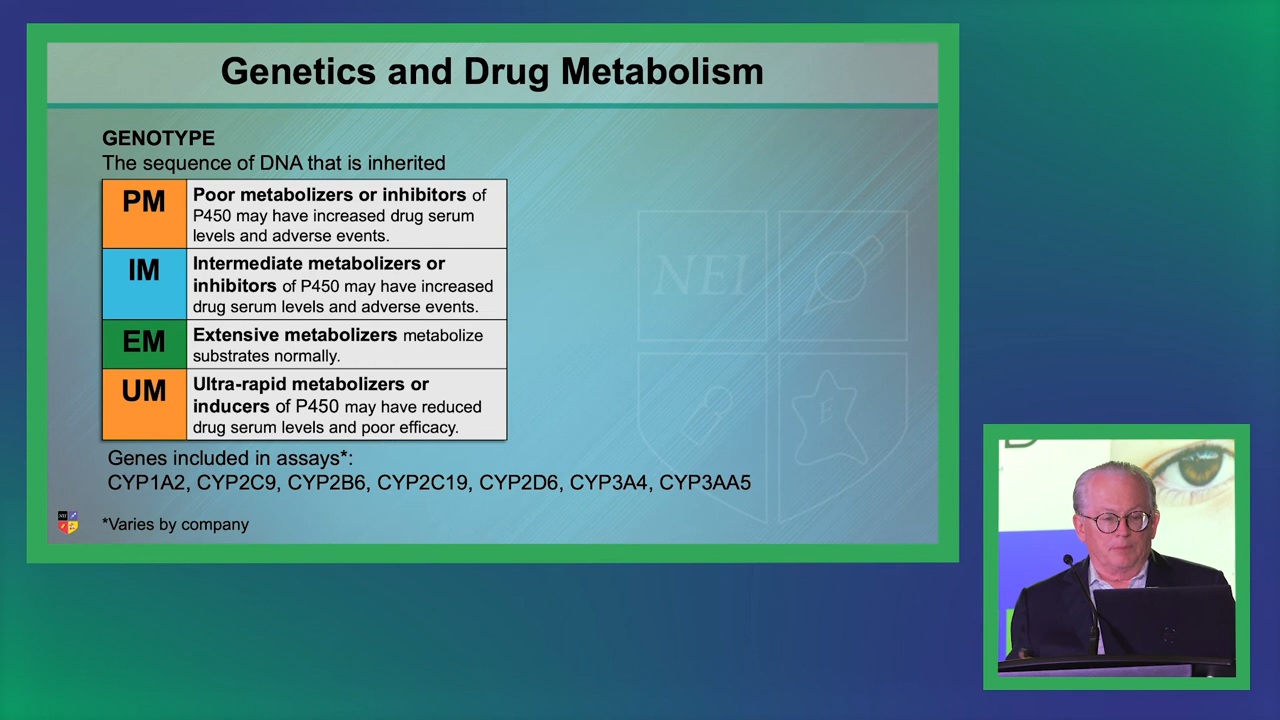 Genetics and Drug Metabolism
GENOTYPE
The sequence of DNA that is inherited
PM
Poor metabolizers or inhibitors of
P450 may have increased drug serum
levels and adverse events.
IM
Intermediate metabolizers or
inhibitors of P450 may have increased
drug serum levels and adverse events.
EM
Extensive metabolizers metabolize
substrates normally.
UM
Ultra-rapid metabolizers or
inducers of P450 may have reduced
drug serum levels and poor efficacy.
Genes included in assays*:
CYP1A2, CYP2C9, CYP2B6, CYP2C19, CYP2D6, CYP3A4, CYP3AA5
*Varies by company
NEI
E
NEI